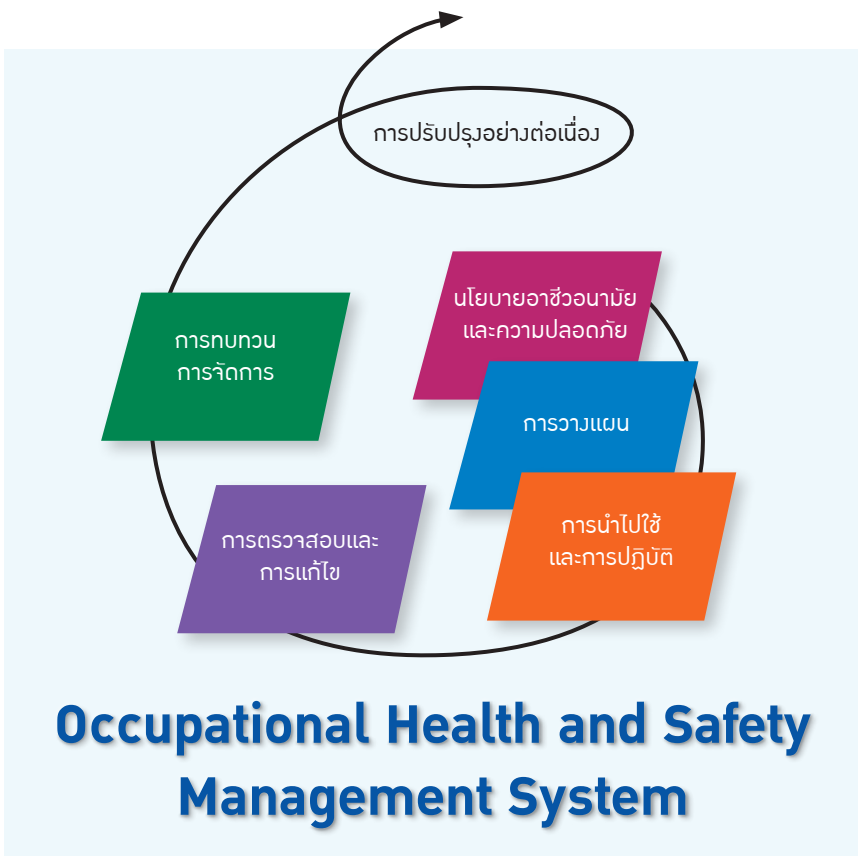 การปรับปรุงอย่างต่อเนื่อง
นโยบายอาชีวอนามัย
และความปลอดภัย
การวางแผน
การนำไปใช้
และการปฏิบัติ
การตรวจสอบและ
การแก้ไข
การทบทวน
การจัดการ
Occupational Health and Safety
Management System